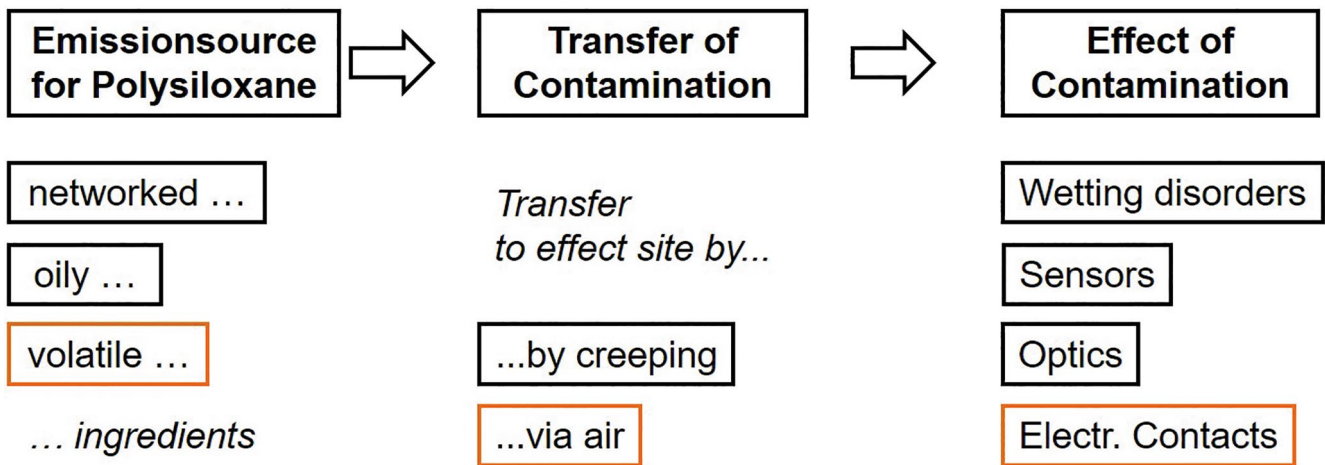 Emissionsource
for Polysiloxane
Transfer of
Contamination
Effect of
Contamination
networked …
oily …
volatile …
… ingredients
Transfer
to effect site by...
...by creeping
...via air
Wetting disorders
Sensors
Optics
Electr. Contacts